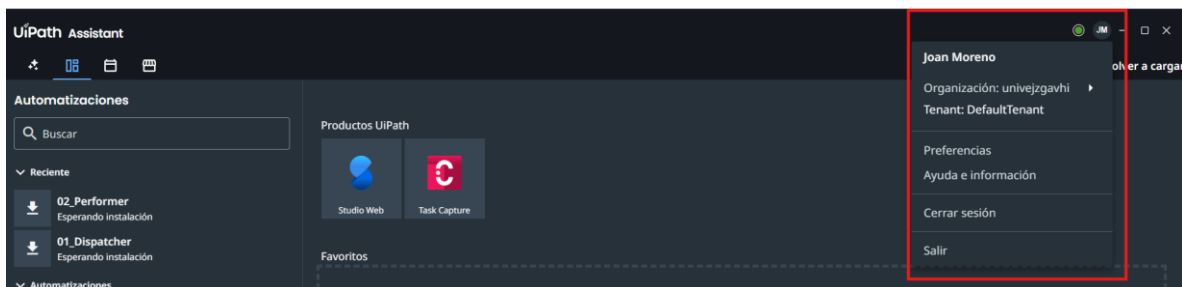 UiPath Assistant
JM
Automatizaciones
Buscar
Reciente
02_Performer
Esperando instalación
01_Dispatcher
Esperando instalación
Automatizaciones
Productos UiPath
Studio Web
Task Capture
Favoritos
Joan Moreno
Organización: univejzgavhi
Tenant: DefaultTenant
Preferencias
Ayuda e información
Cerrar sesión
Salir
olver a cargar